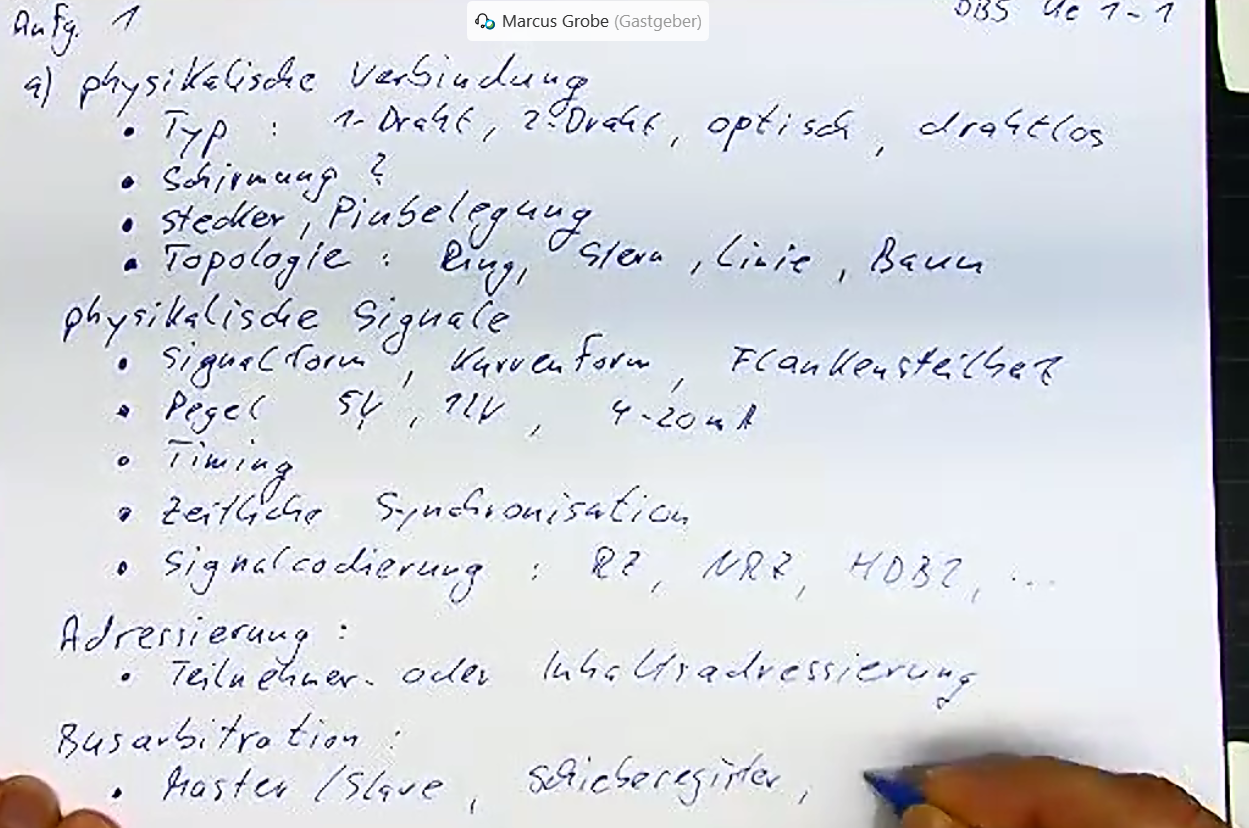 Marcus Grobe (Gastgeber)
Aufg. 1
DBS Ue 1-1
a) physikalische Verbindung
• Typ : 1-Draht, 2-Draht, optisch, drahtlos
• Schirmung ?
• Stecker, Pinbelegung
• Topologie : Ring, Stern, Linie, Baum
physikalische Signale
• Signalform, Kurvenform, Flankensteilheit
• Pegel 5V, 12V, 4-20mA
• Timing
• Zeitliche Synchronisation
• Signalcodierung : RZ, NRZ, HDB2, ...
Adressierung :
• Teilnehmer- oder Inhaltsadressierung
Busarbitration :
• Master/Slave, Schieberegister,